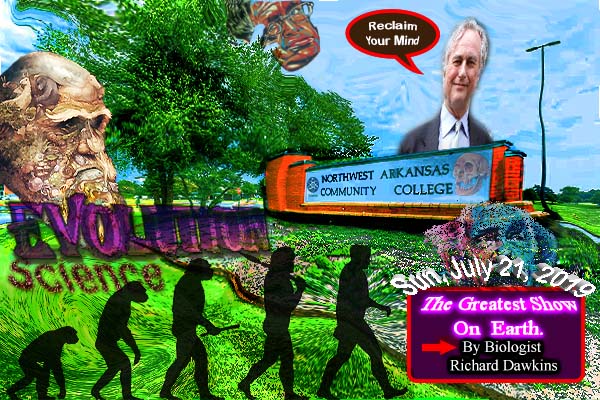 Reclaim
Your Mind
NORTHWEST ARKANSAS
COMMUNITY COLLEGE
EVOLUTION
Science
Sun, July 21, 2019
The Greatest Show
On Earth.
By Biologist
Richard Dawkins